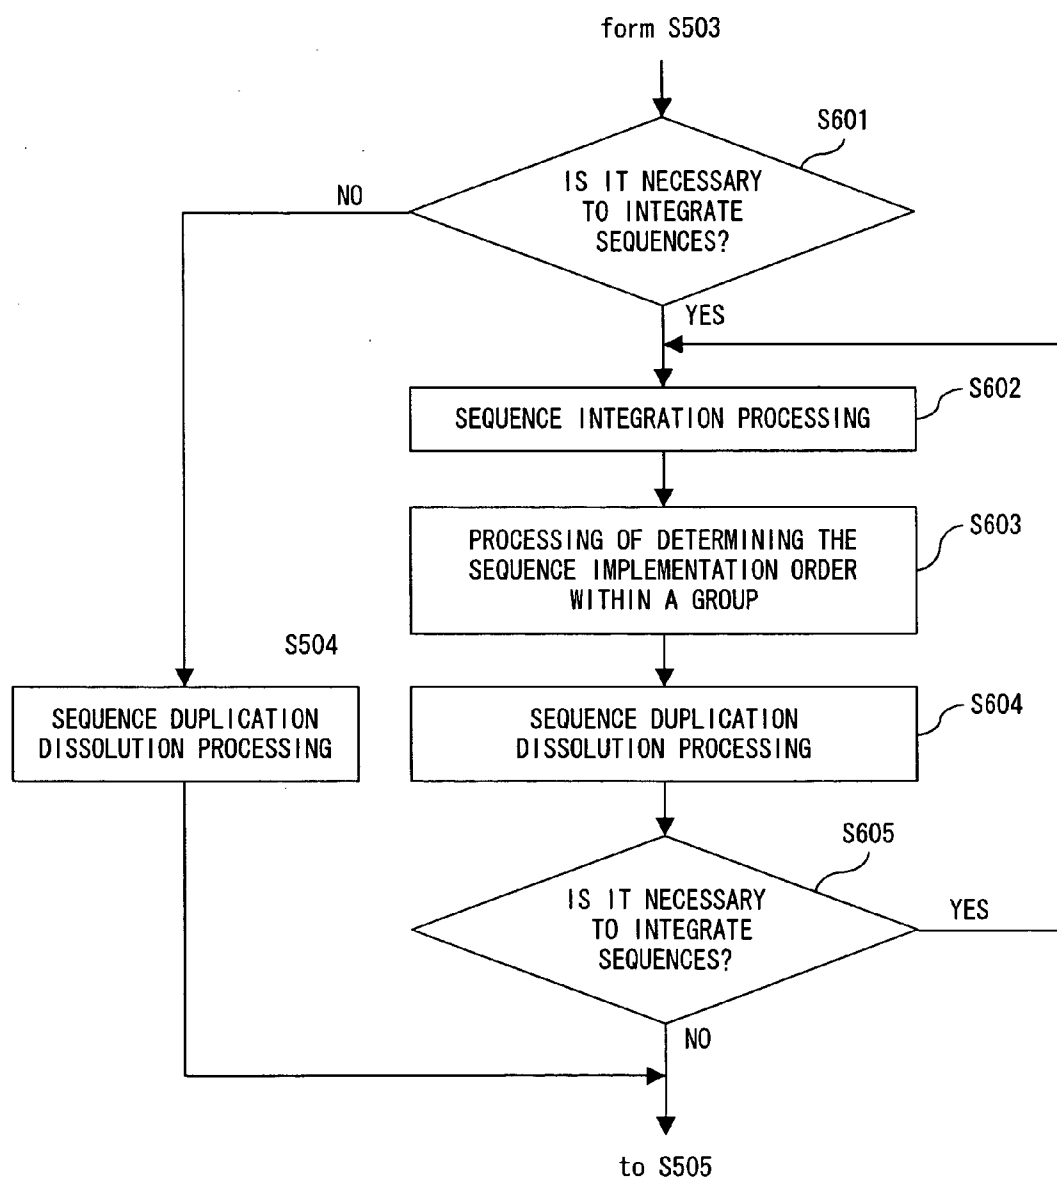 form S503
S601
IS IT NECESSARY
TO INTEGRATE
SEQUENCES?
NO
YES
S602
SEQUENCE INTEGRATION PROCESSING
S603
PROCESSING OF DETERMINING THE
SEQUENCE IMPLEMENTATION ORDER
WITHIN A GROUP
S504
SEQUENCE DUPLICATION
DISSOLUTION PROCESSING
S604
SEQUENCE DUPLICATION
DISSOLUTION PROCESSING
S605
IS IT NECESSARY
TO INTEGRATE
SEQUENCES?
YES
NO
to S505